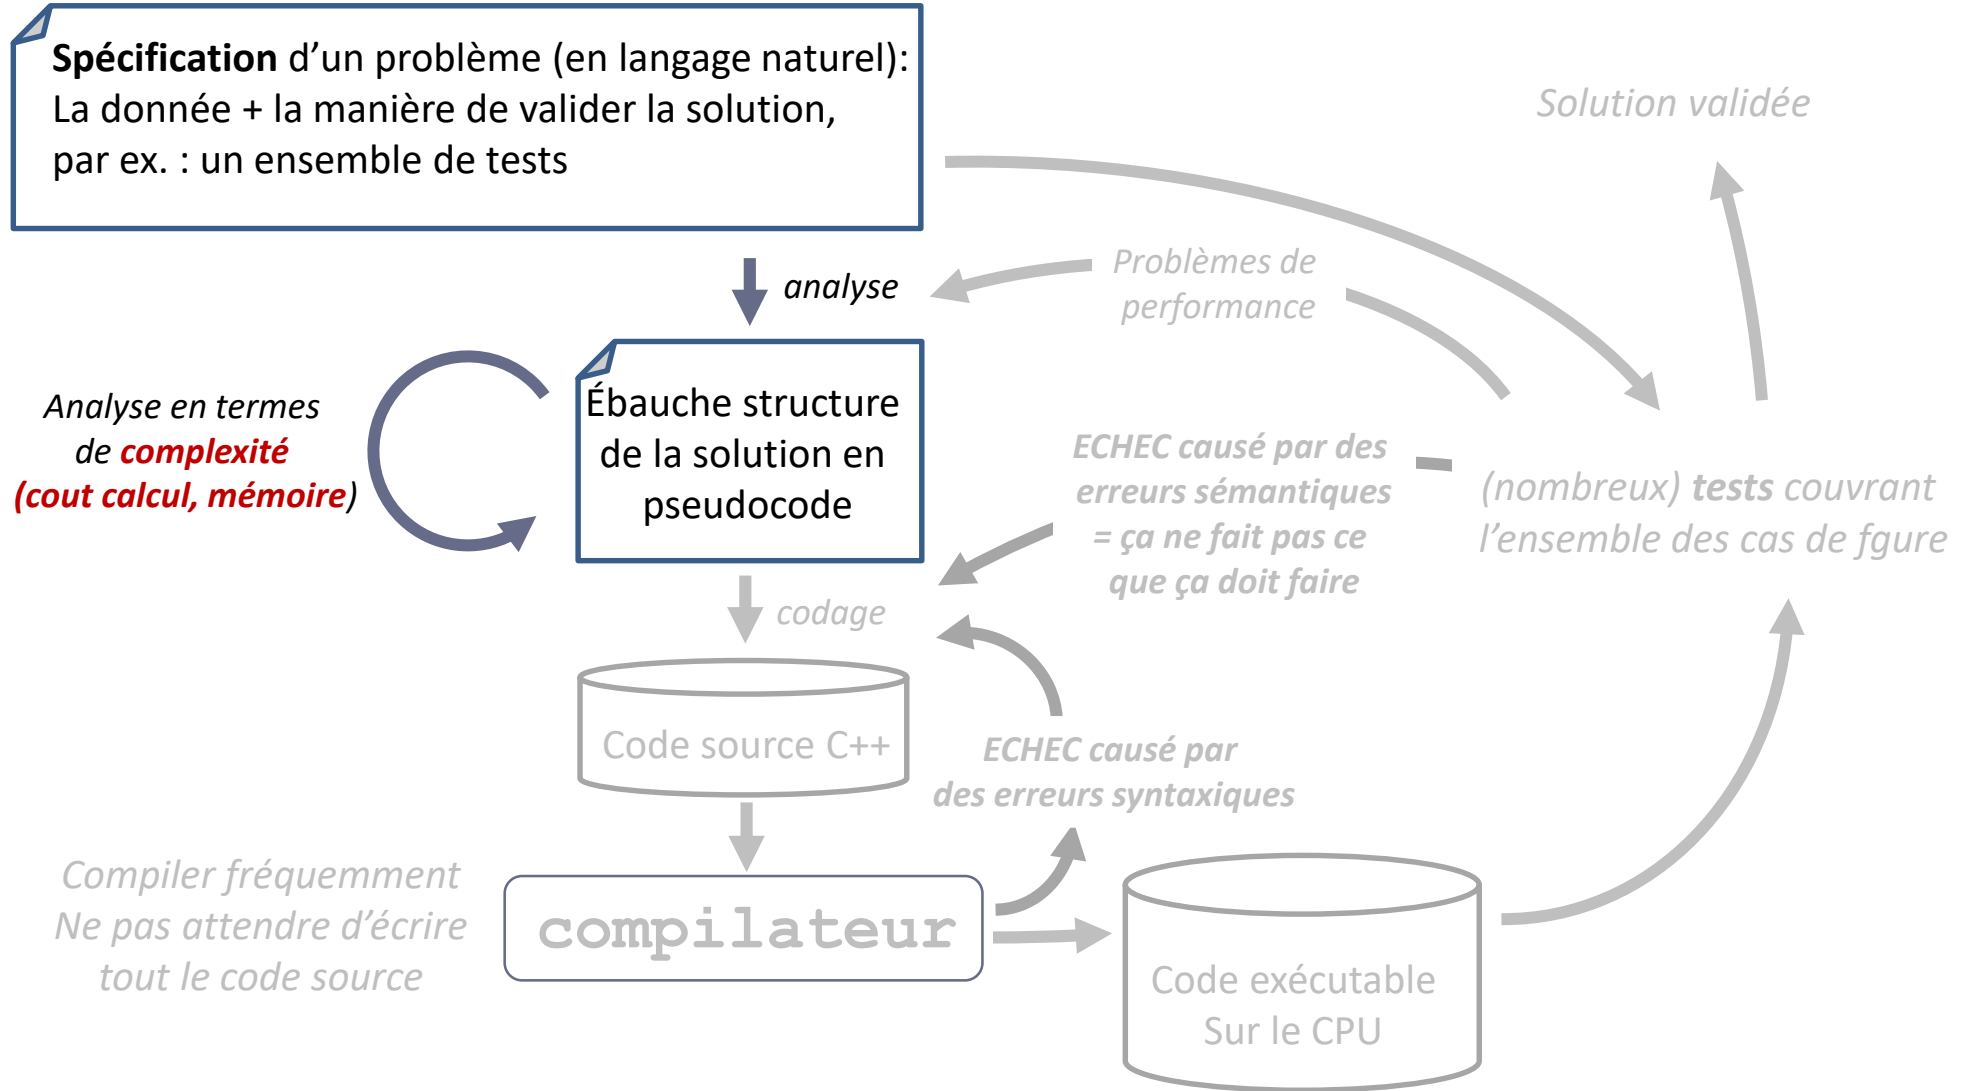 Spécification d’un problème (en langage naturel):
La donnée + la manière de valider la solution,
par ex. : un ensemble de tests
Solution validée
analyse
Problèmes de
performance
Analyse en termes
de complexité
(cout calcul, mémoire)
Ébauche structure
de la solution en
pseudocode
ECHEC causé par des
erreurs sémantiques
= ça ne fait pas ce
que ça doit faire
(nombreux) tests couvrant
l’ensemble des cas de fgure
codage
Code source C++
ECHEC causé par
des erreurs syntaxiques
Compiler fréquemment
Ne pas attendre d’écrire
tout le code source
compilateur
Code exécutable
Sur le CPU